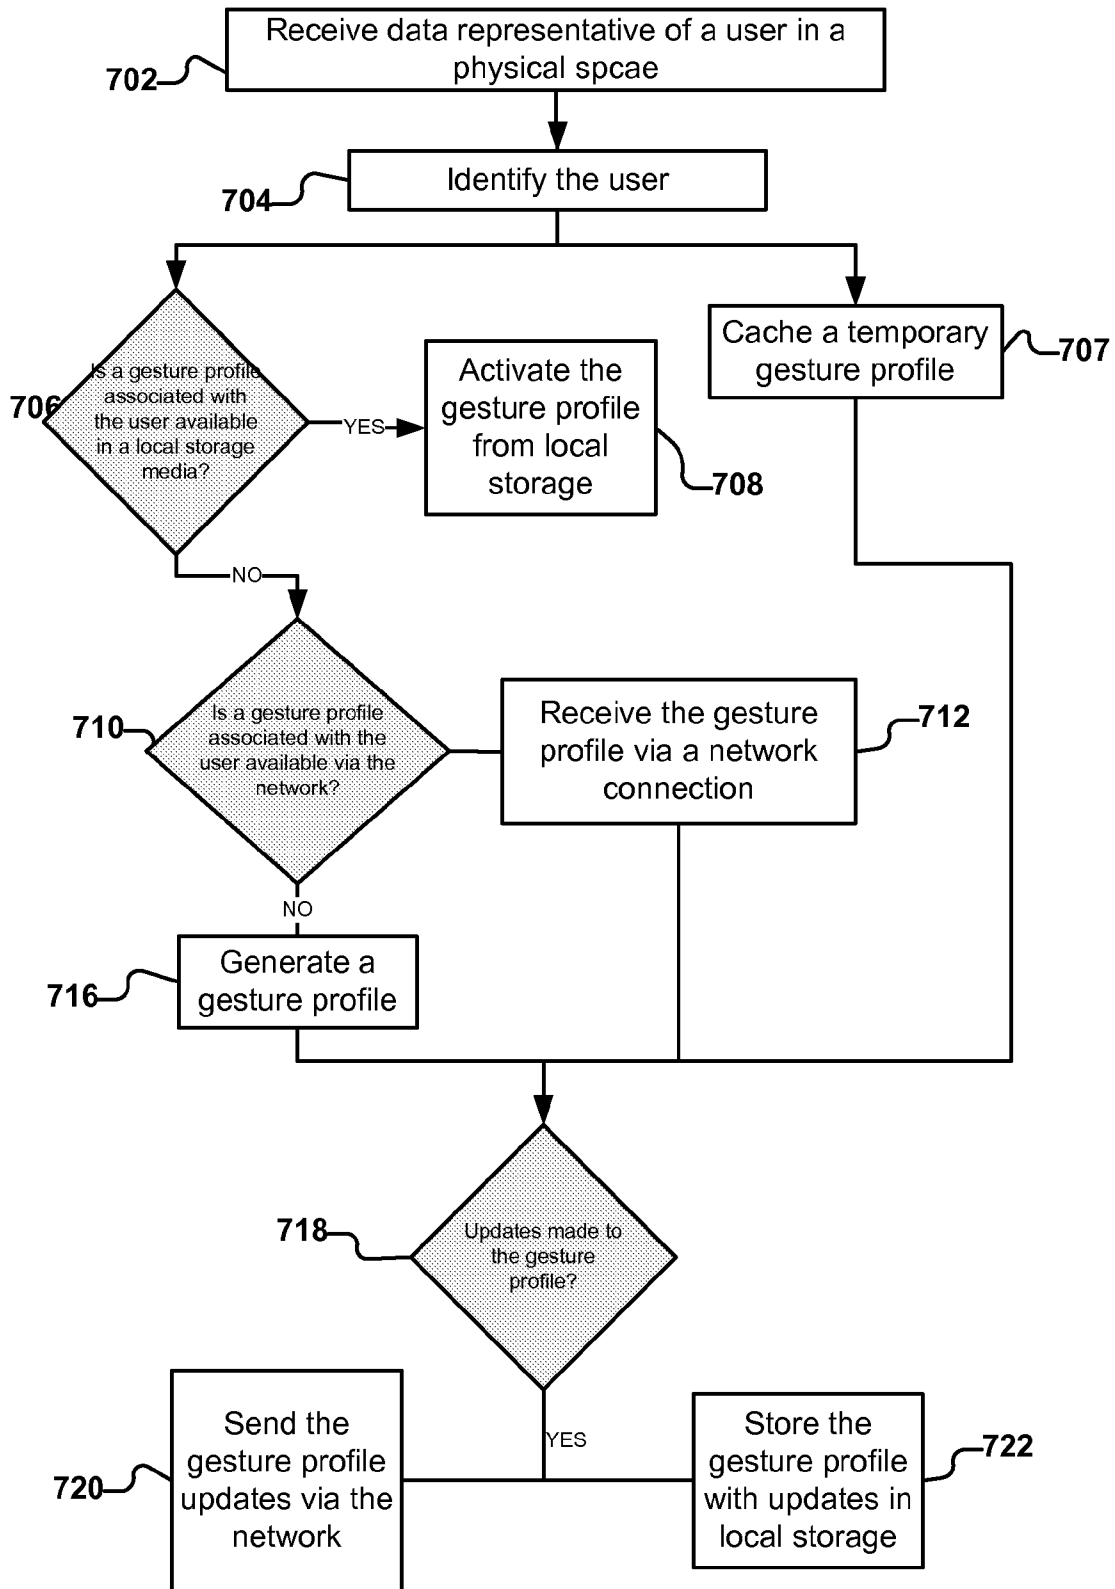 Receive data representative of a user in a
physical spcae
702
Identify the user
704
Is a gesture profile
associated with
the user available
in a local storage
media?
706
YES
Activate the
gesture profile
from local
storage
708
Cache a temporary
gesture profile
707
NO
Is a gesture profile
associated with the
user available via the
network?
710
Receive the gesture
profile via a network
connection
712
NO
Generate a
gesture profile
716
Updates made to
the gesture
profile?
718
YES
Send the
gesture profile
updates via the
network
720
Store the
gesture profile
with updates in
local storage
722